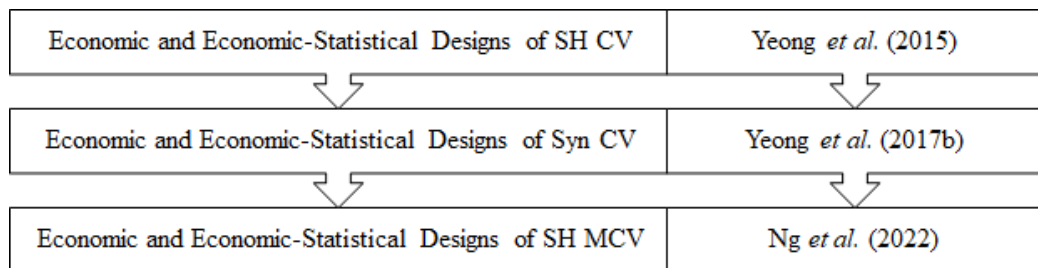 Economic and Economic-Statistical Designs of SH CV Yeong et al. (2015)
Economic and Economic-Statistical Designs of Syn CV Yeong et al. (2017b)
Economic and Economic-Statistical Designs of SH MCV Ng et al. (2022)